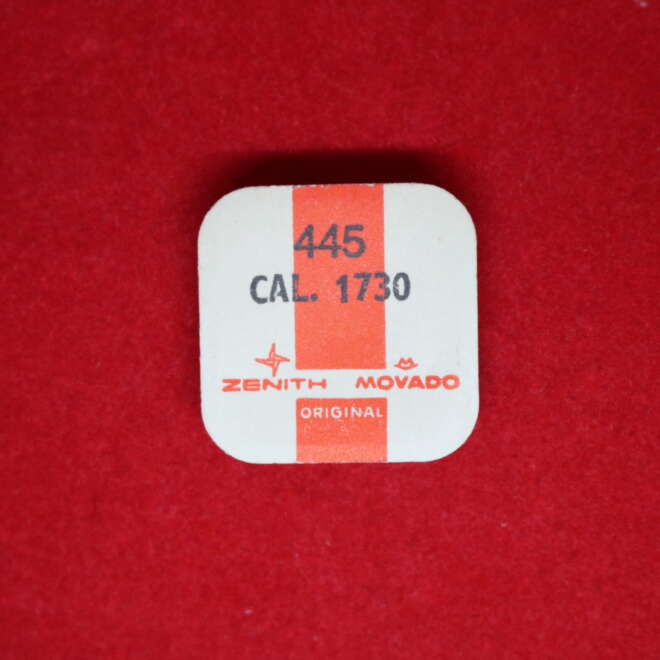 445
CAL. 1730
ZENITH MOVADO
ORIGINAL